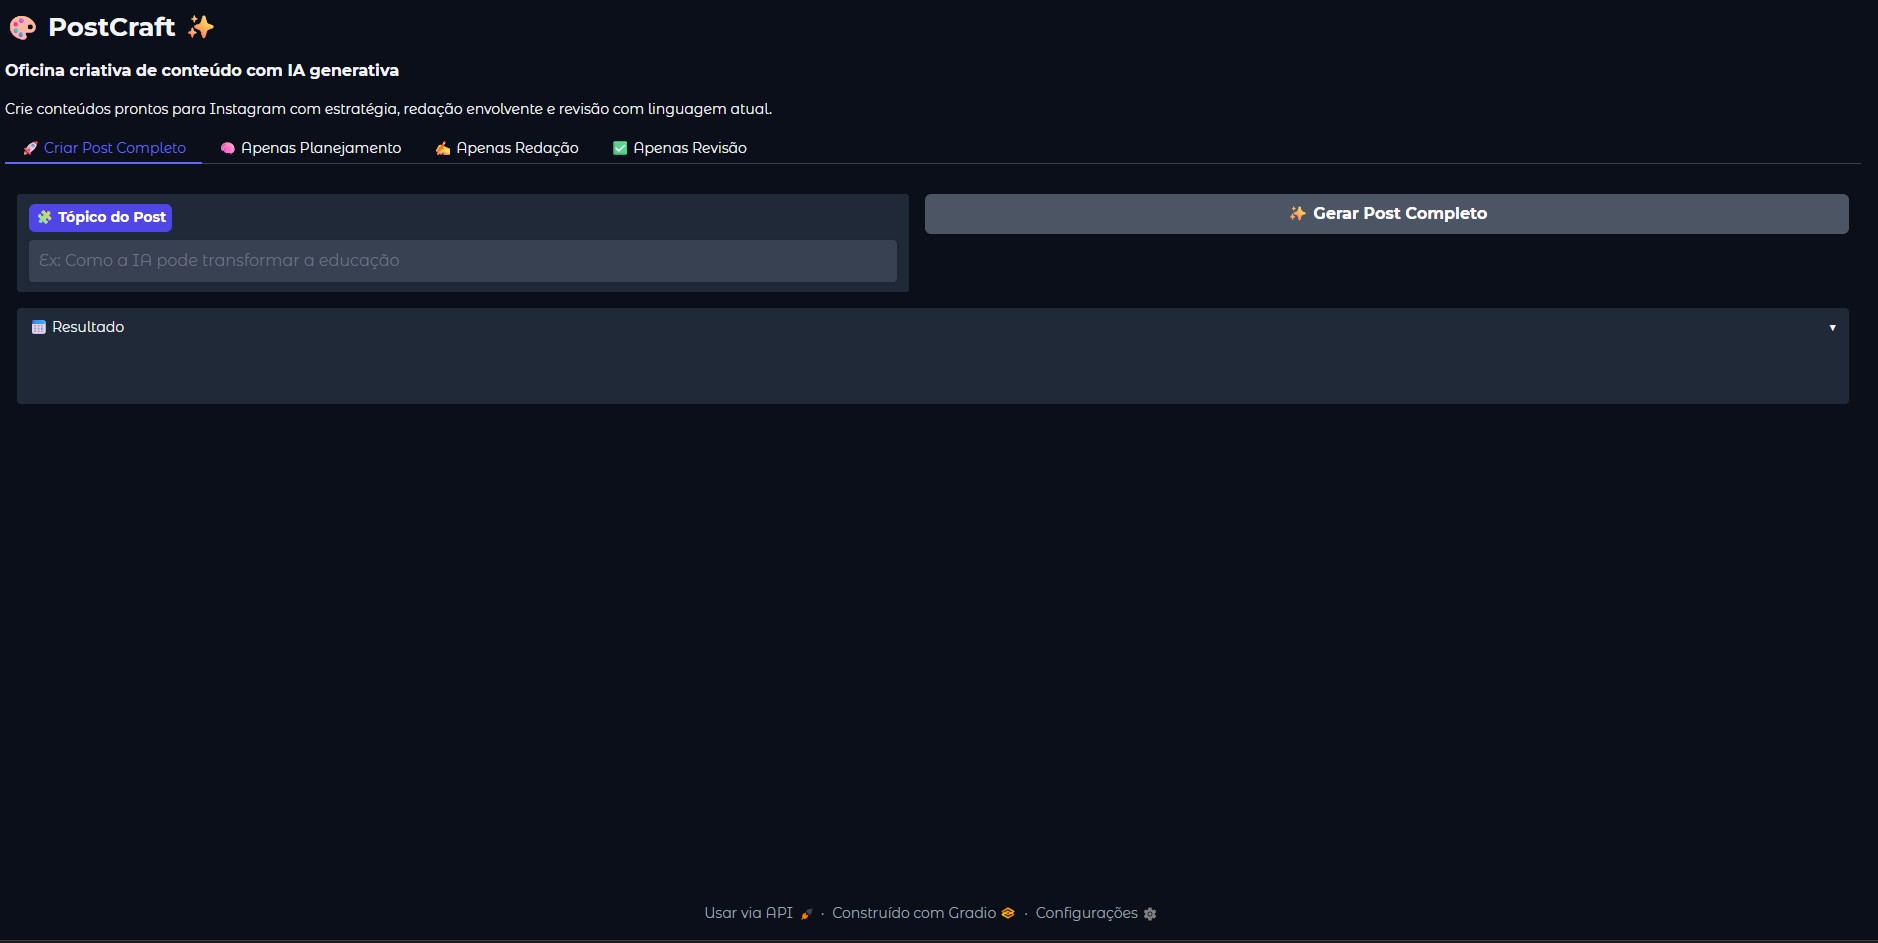 PostCraft
Oficina criativa de conteúdo com IA generativa
Crie conteúdos prontos para Instagram com estratégia, redação envolvente e revisão com linguagem atual.
Criar Post Completo Apenas Planejamento Apenas Redação Apenas Revisão
Tópico do Post
Gerar Post Completo
Ex: Como a IA pode transformar a educação
Resultado
Usar via API · Construído com Gradio · Configurações